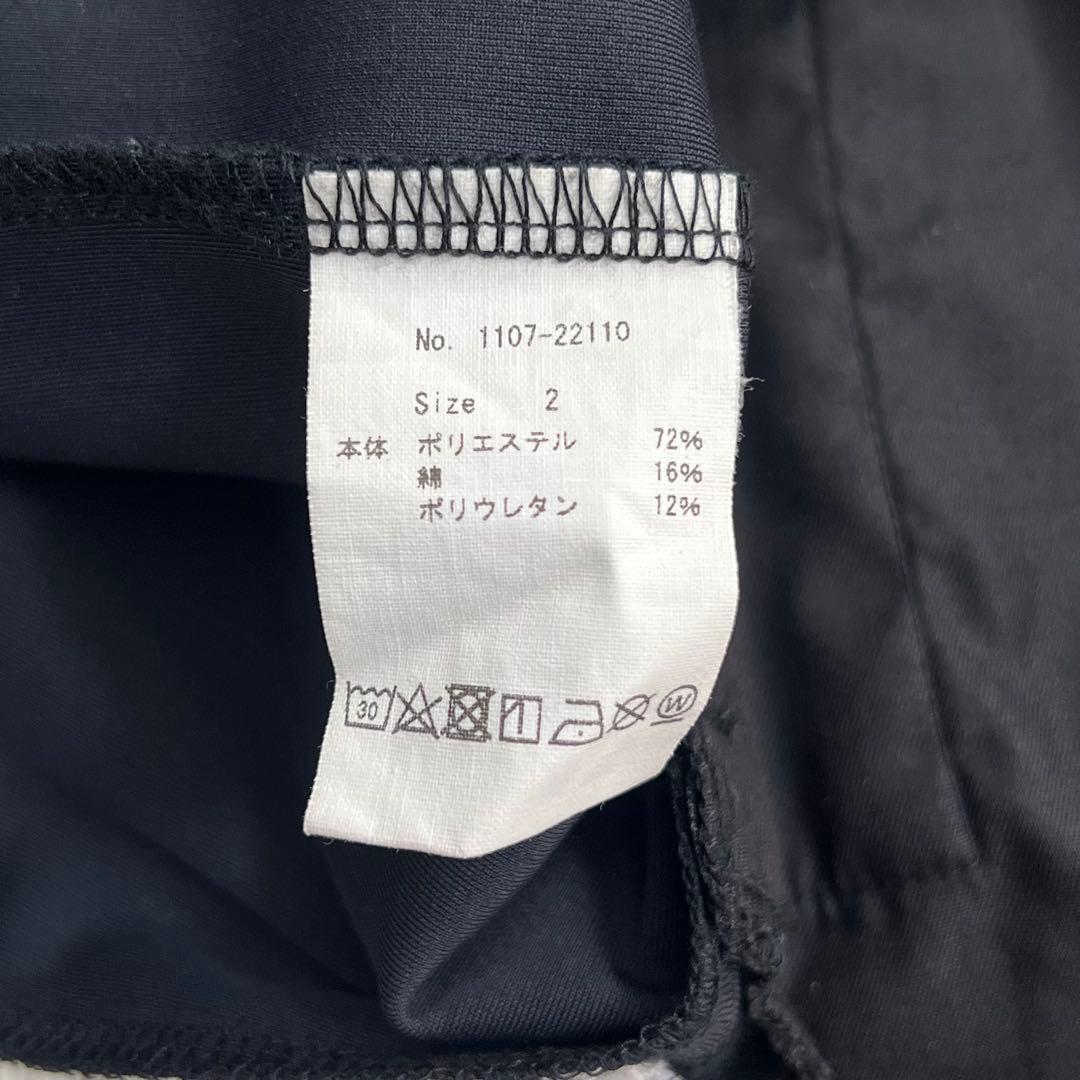 No. 1107-22110
Size 2
本体 ポリエステル 72%
綿 16%
ポリウレタン 12%
30 W